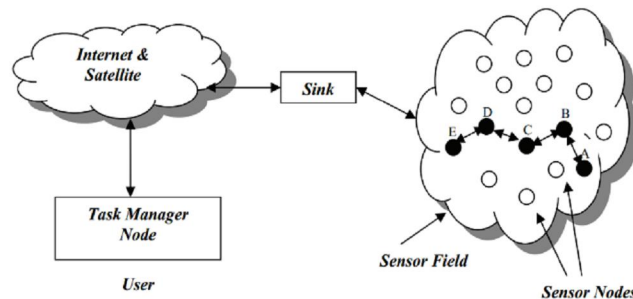 Internet &
Satellite
Sink
Task Manager
Node
User
D
B
E
C
A
Sensor Field
Sensor Nodes